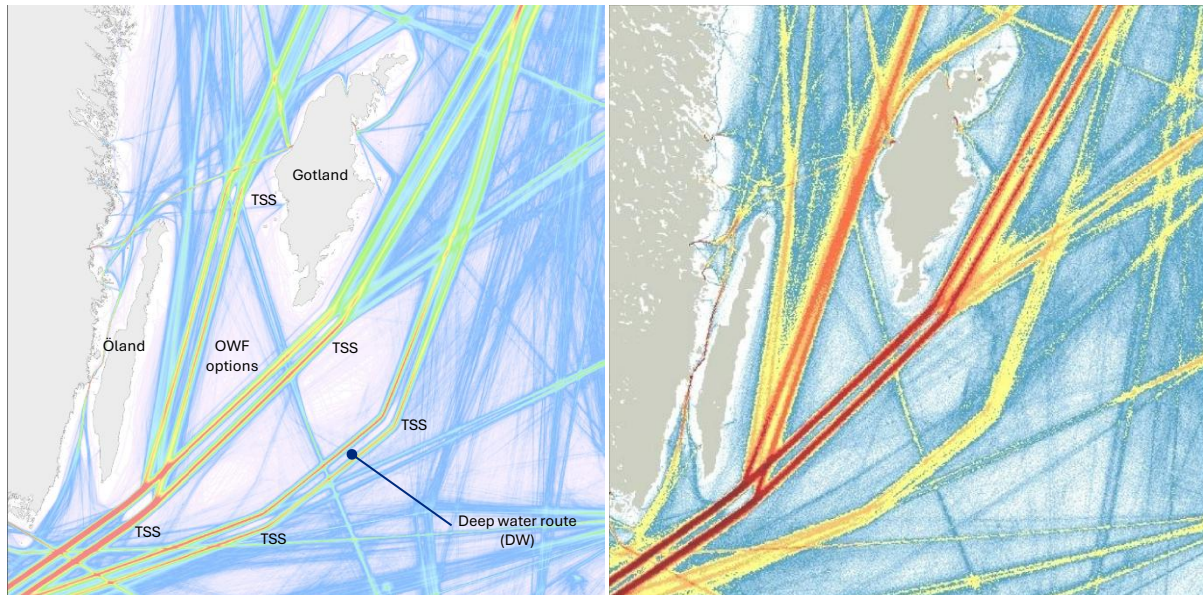 Gotland
TSS
Öland
OWF
options
TSS
TSS
TSS
TSS
Deep water route
(DW)